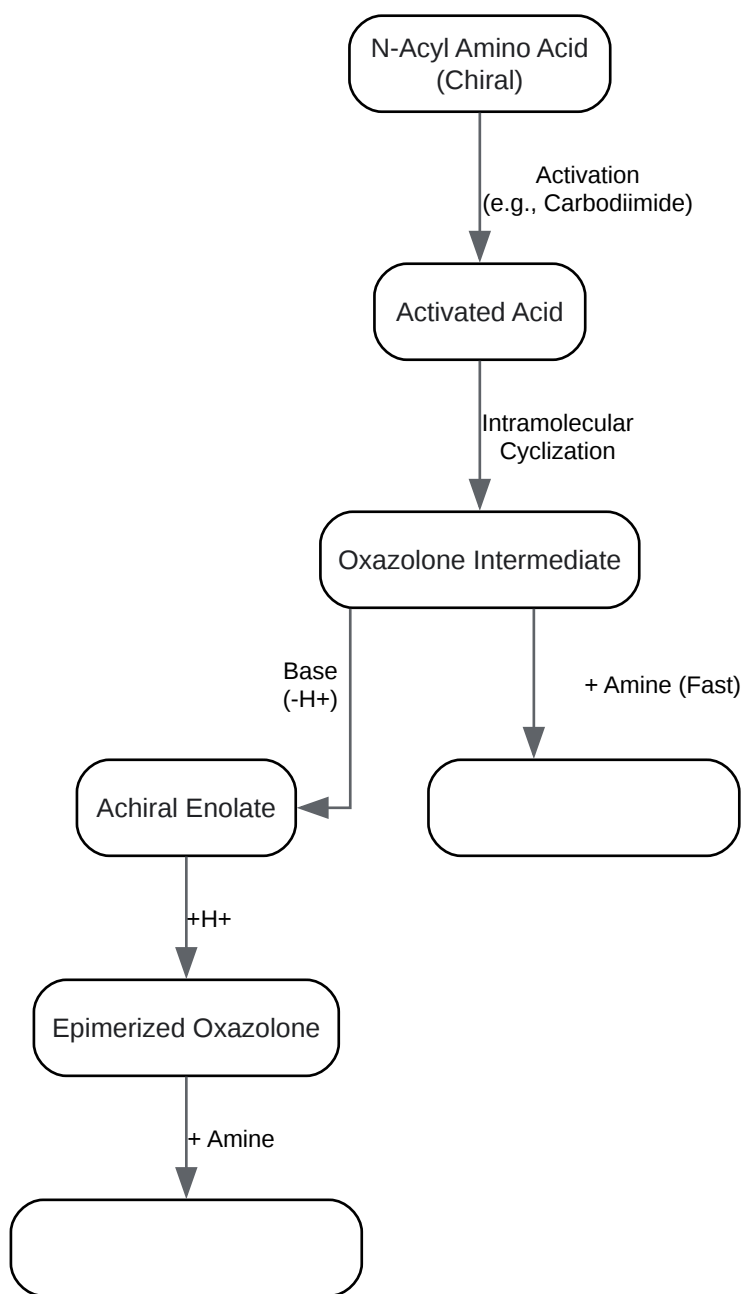 N-Acyl Amino Acid
(Chiral)
Activation
(e.g., Carbodiimide)
Activated Acid
Intramolecular
Cyclization
Oxazolone Intermediate
Base
(-H+)
+ Amine (Fast)
Achiral Enolate
+H+
Epimerized Oxazolone
+ Amine